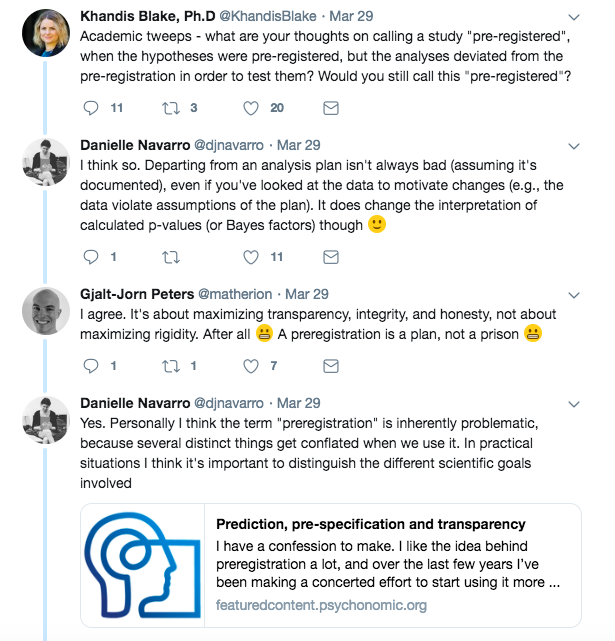 Khandis Blake, Ph.D @KhandisBlake · Mar 29
Academic tweeps - what are your thoughts on calling a study "pre-registered",
when the hypotheses were pre-registered, but the analyses deviated from the
pre-registration in order to test them? Would you still call this "pre-registered"?
11 3 20
Danielle Navarro @djnavarro · Mar 29
I think so. Departing from an analysis plan isn't always bad (assuming it's
documented), even if you've looked at the data to motivate changes (e.g., the
data violate assumptions of the plan). It does change the interpretation of
calculated p-values (or Bayes factors) though 🙂
1 11
Gjalt-Jorn Peters @matherion · Mar 29
I agree. It's about maximizing transparency, integrity, and honesty, not about
maximizing rigidity. After all 😬 A preregistration is a plan, not a prison 😬
1 1 7
Danielle Navarro @djnavarro · Mar 29
Yes. Personally I think the term "preregistration" is inherently problematic,
because several distinct things get conflated when we use it. In practical
situations I think it's important to distinguish the different scientific goals
involved
Prediction, pre-specification and transparency
I have a confession to make. I like the idea behind
preregistration a lot, and over the last few years I've
been making a concerted effort to start using it more ...
featuredcontent.psychonomic.org